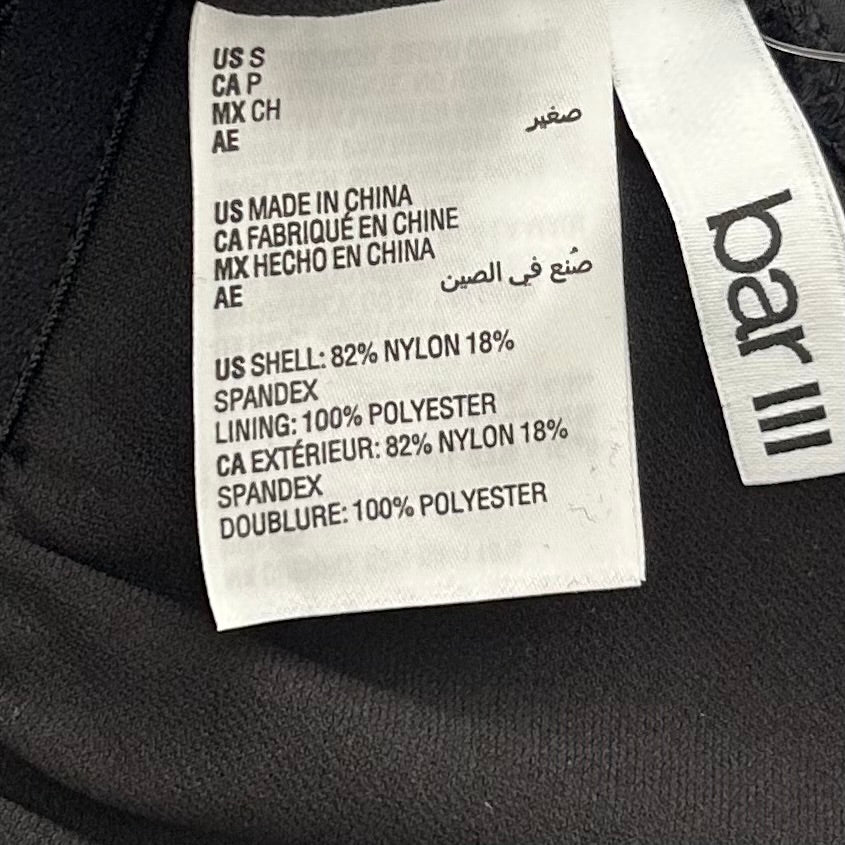 US S
CA P
MX CH
AE صغير
US MADE IN CHINA
CA FABRIQUÉ EN CHINE
MX HECHO EN CHINA
AE صُنع في الصين
US SHELL: 82% NYLON 18%
SPANDEX
LINING: 100% POLYESTER
CA EXTÉRIEUR: 82% NYLON 18%
SPANDEX
DOUBLURE: 100% POLYESTER
bar III